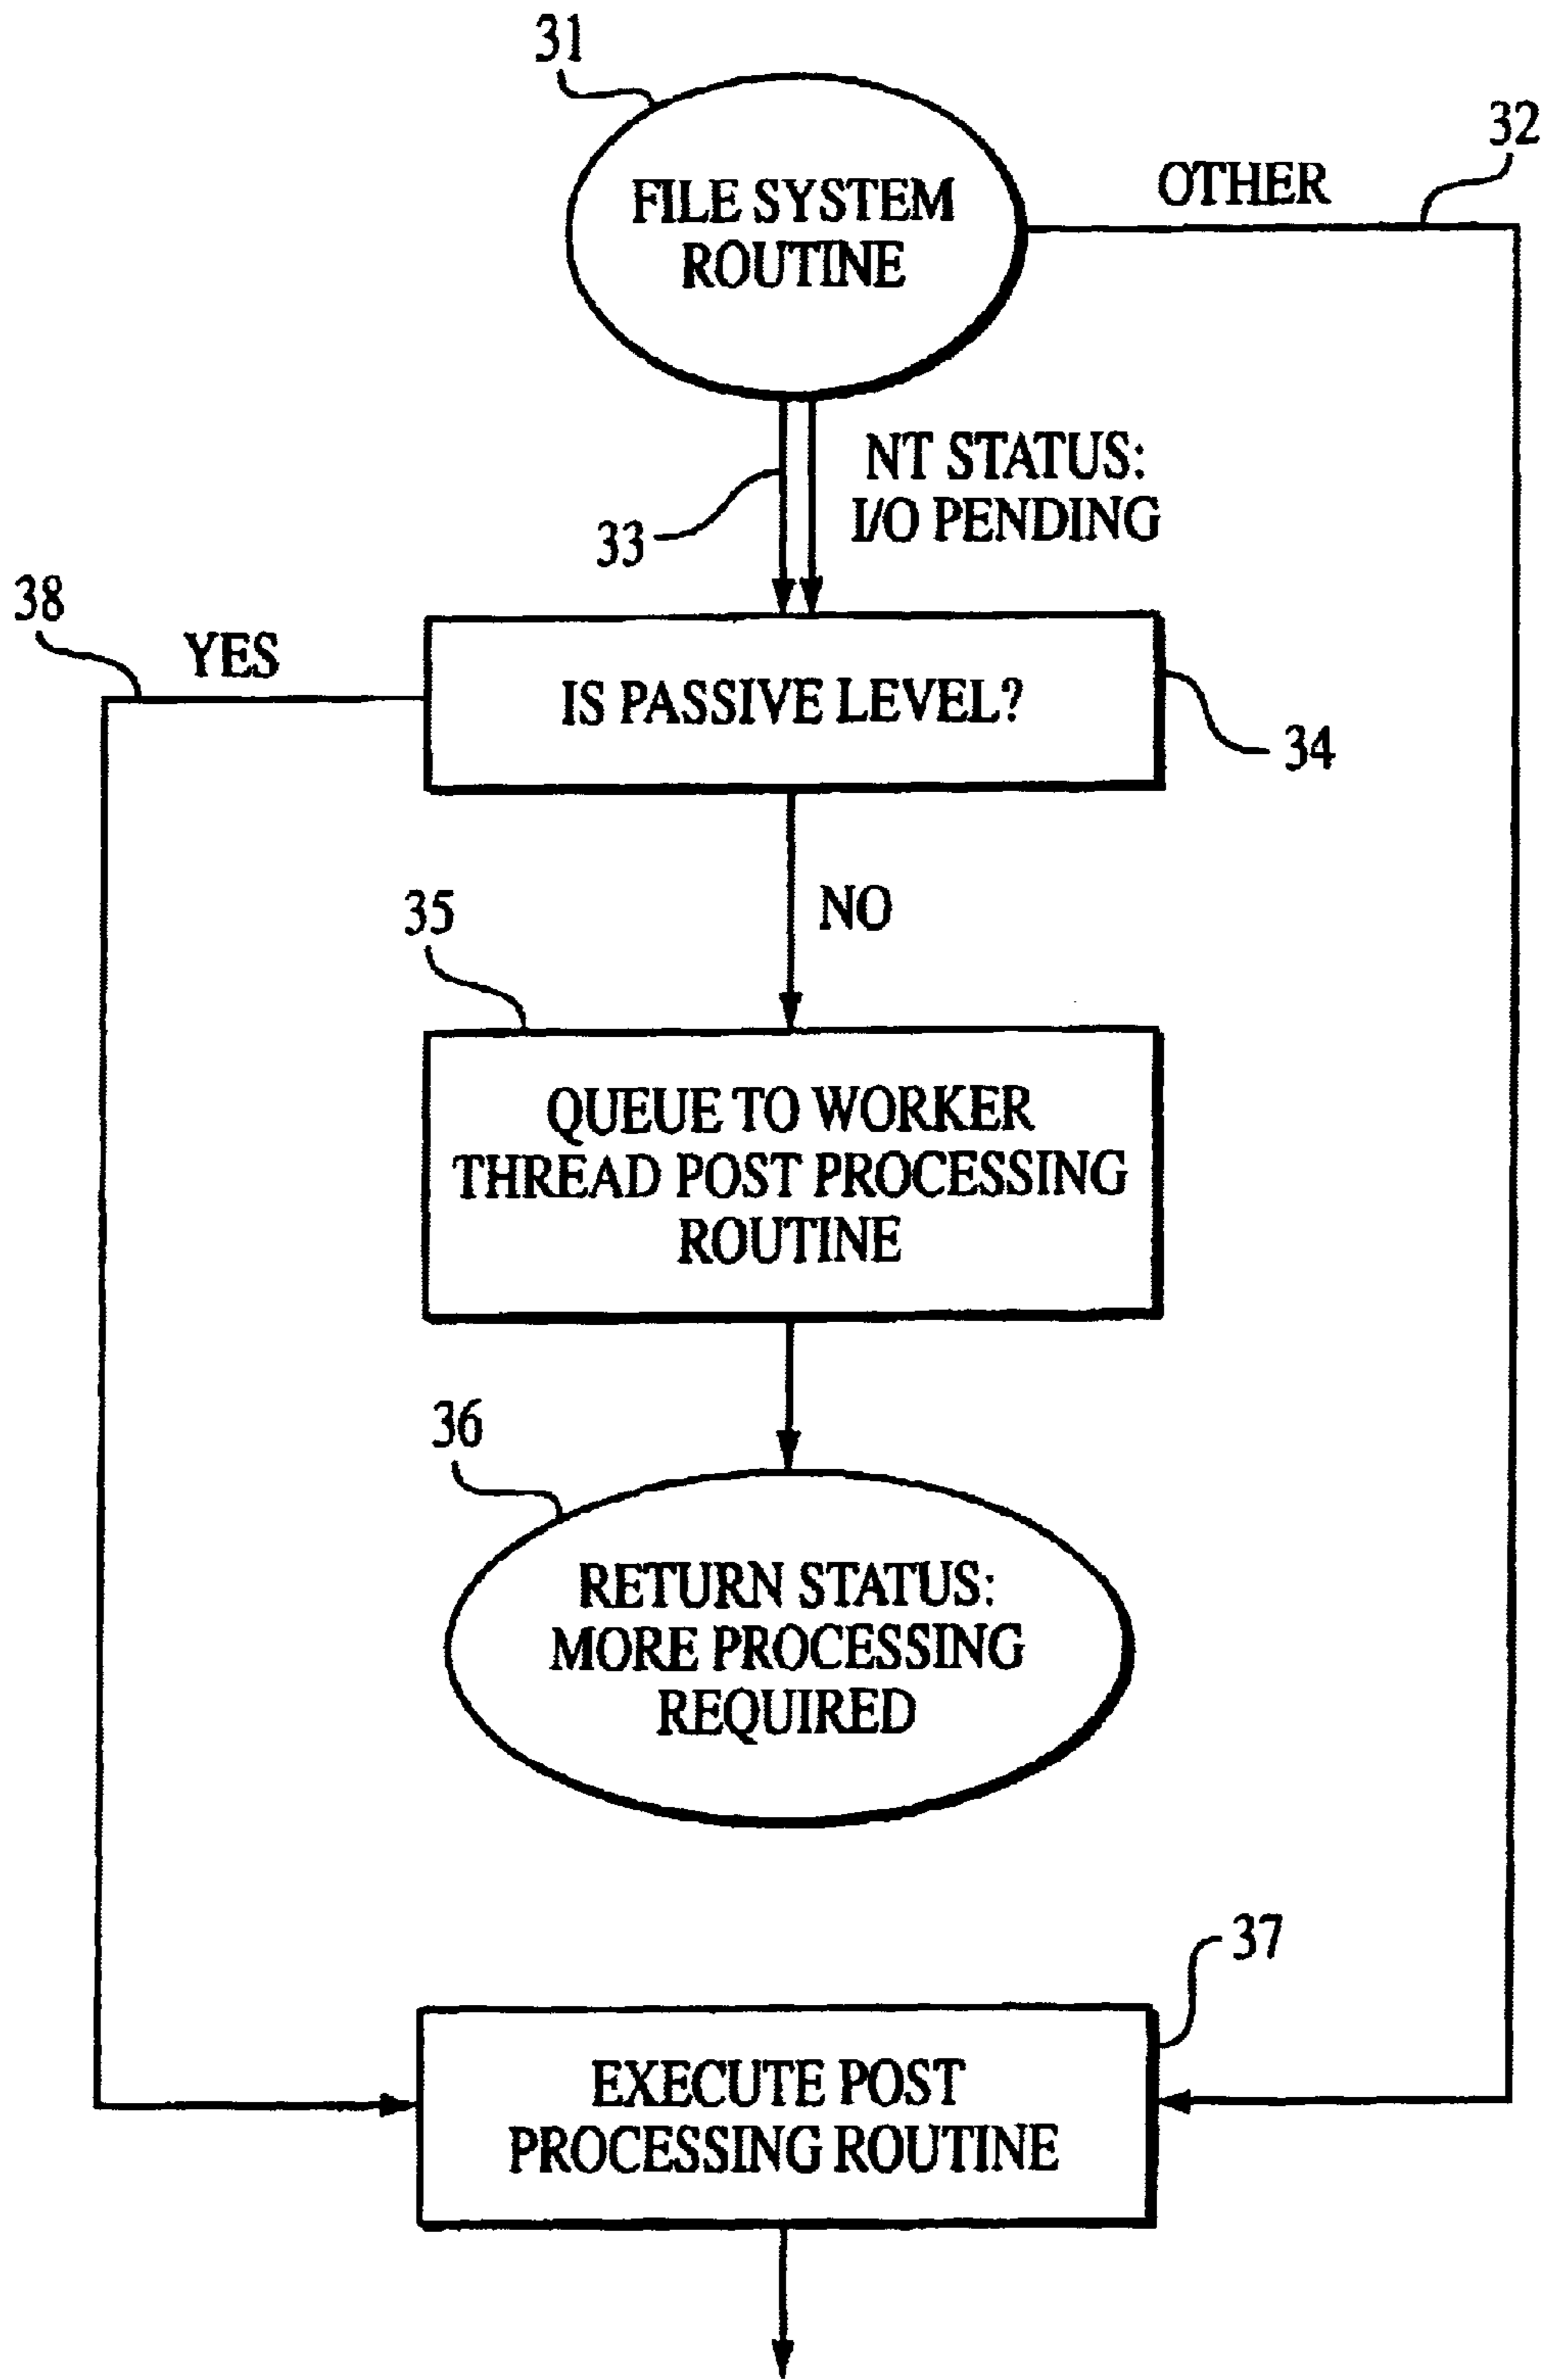 31
32
OTHER
FILE SYSTEM
ROUTINE
NT STATUS:
I/O PENDING
33
38
YES
IS PASSIVE LEVEL?
34
NO
35
QUEUE TO WORKER
THREAD POST PROCESSING
ROUTINE
36
RETURN STATUS:
MORE PROCESSING
REQUIRED
37
EXECUTE POST
PROCESSING ROUTINE